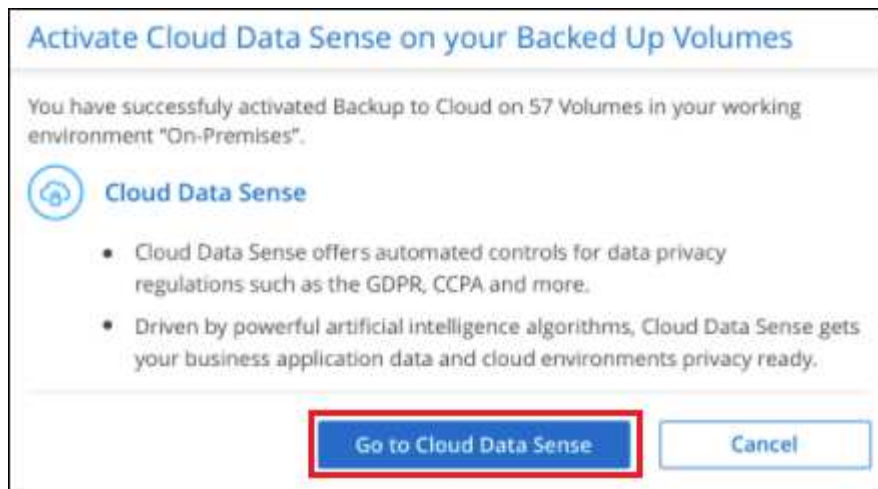 Activate Cloud Data Sense on your Backed Up Volumes
You have successfuly activated Backup to Cloud on 57 Volumes in your working
environment "On-Premises".
Cloud Data Sense
• Cloud Data Sense offers automated controls for data privacy
regulations such as the GDPR, CCPA and more.
• Driven by powerful artificial intelligence algorithms, Cloud Data Sense gets
your business application data and cloud environments privacy ready.
Go to Cloud Data Sense
Cancel